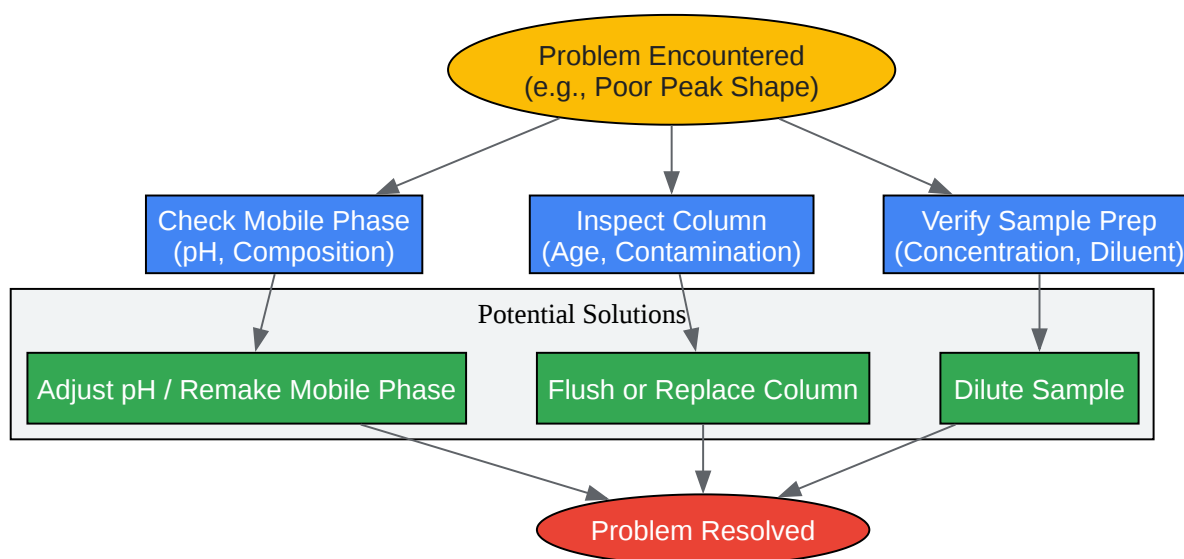 Problem Encountered
(e.g., Poor Peak Shape)
Check Mobile Phase
(pH, Composition)
Inspect Column
(Age, Contamination)
Verify Sample Prep
(Concentration, Diluent)
Potential Solutions
Adjust pH / Remake Mobile Phase
Flush or Replace Column
Dilute Sample
Problem Resolved